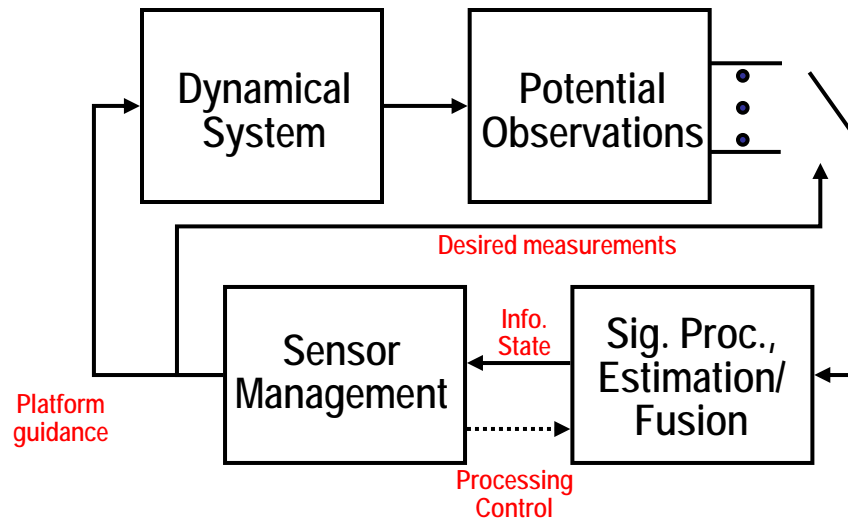 Dynamical
System
Potential
Observations
Desired measurements
Sensor
Management
Info.
State
Sig. Proc.,
Estimation/
Fusion
Platform
guidance
Processing
Control